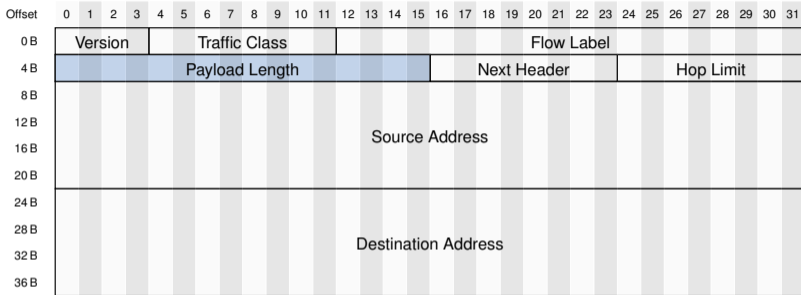 Offset 0 1 2 3 4 5 6 7 8 9 10 11 12 13 14 15 16 17 18 19 20 21 22 23 24 25 26 27 28 29 30 31
0 B Version Traffic Class Flow Label
4 B Payload Length Next Header Hop Limit
8 B
12 B
Source Address
16 B
20 B
24 B
28 B
Destination Address
32 B
36 B